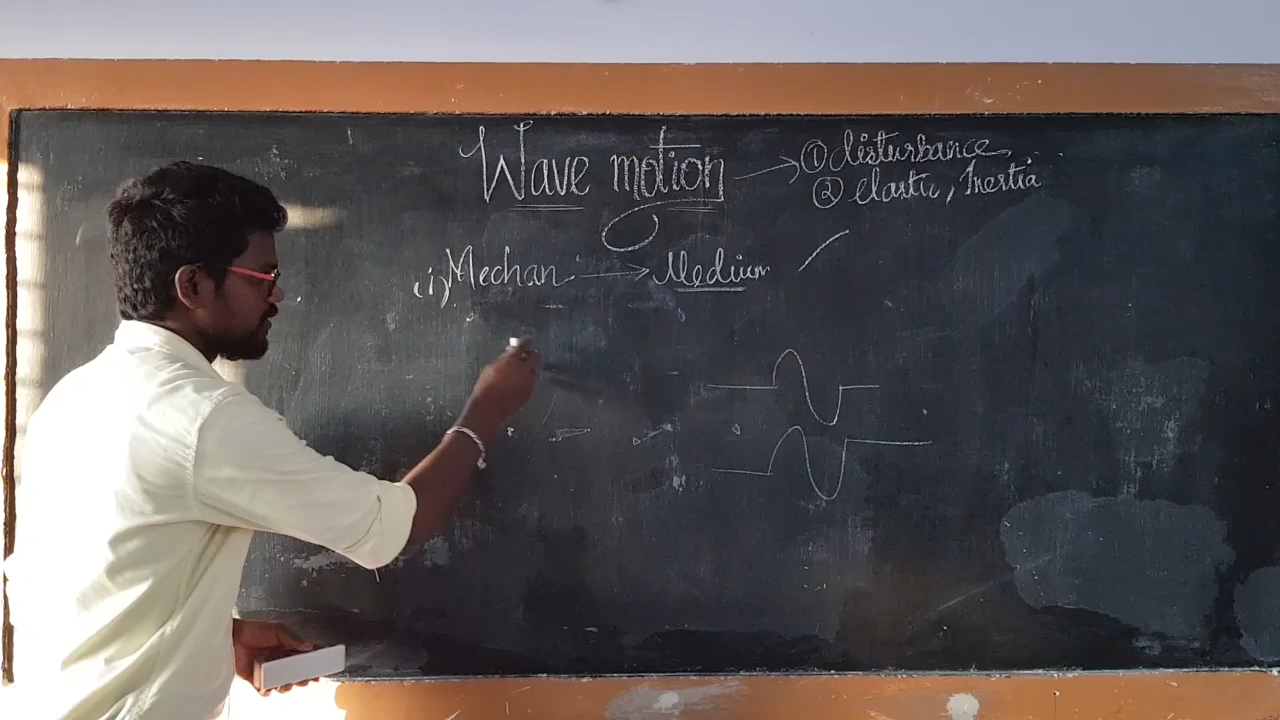 Wave motion → ① disturbance,
② elastic, Inertia
(i) Mechan. → Medium